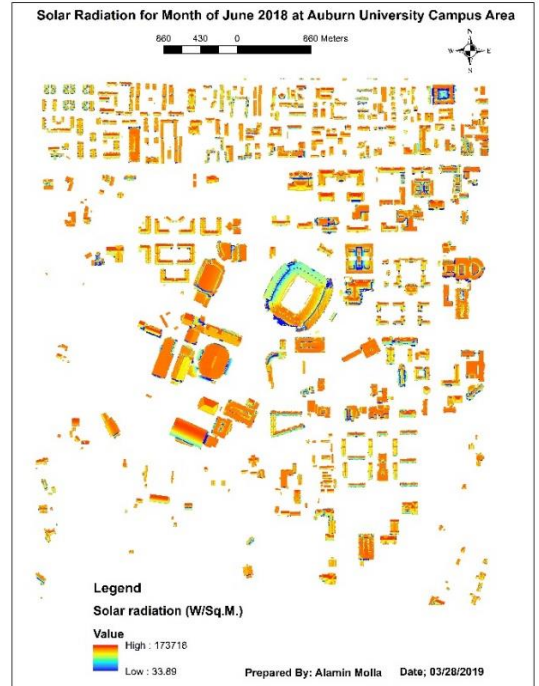 Solar Radiation for Month of June 2018 at Auburn University Campus Area
860 430 0 860 Meters
N
W E
S
Legend
Solar radiation (W/Sq.M.)
Value
High : 173718
Low : 33.89
Prepared By: Alamin Molla Date; 03/28/2019